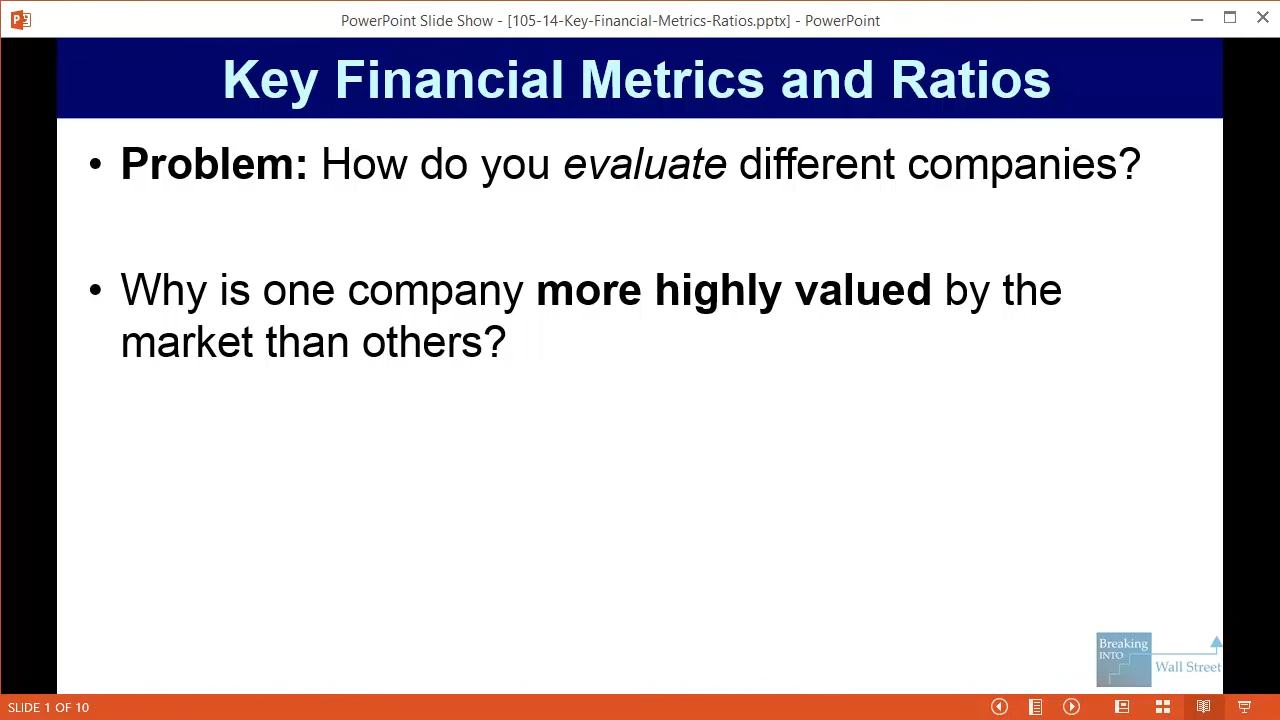 PowerPoint Slide Show - [105-14-Key-Financial-Metrics-Ratios.pptx] - PowerPoint
Key Financial Metrics and Ratios
• Problem: How do you evaluate different companies?
• Why is one company more highly valued by the
market than others?
Breaking
INTO
Wall Street
SLIDE 1 OF 10